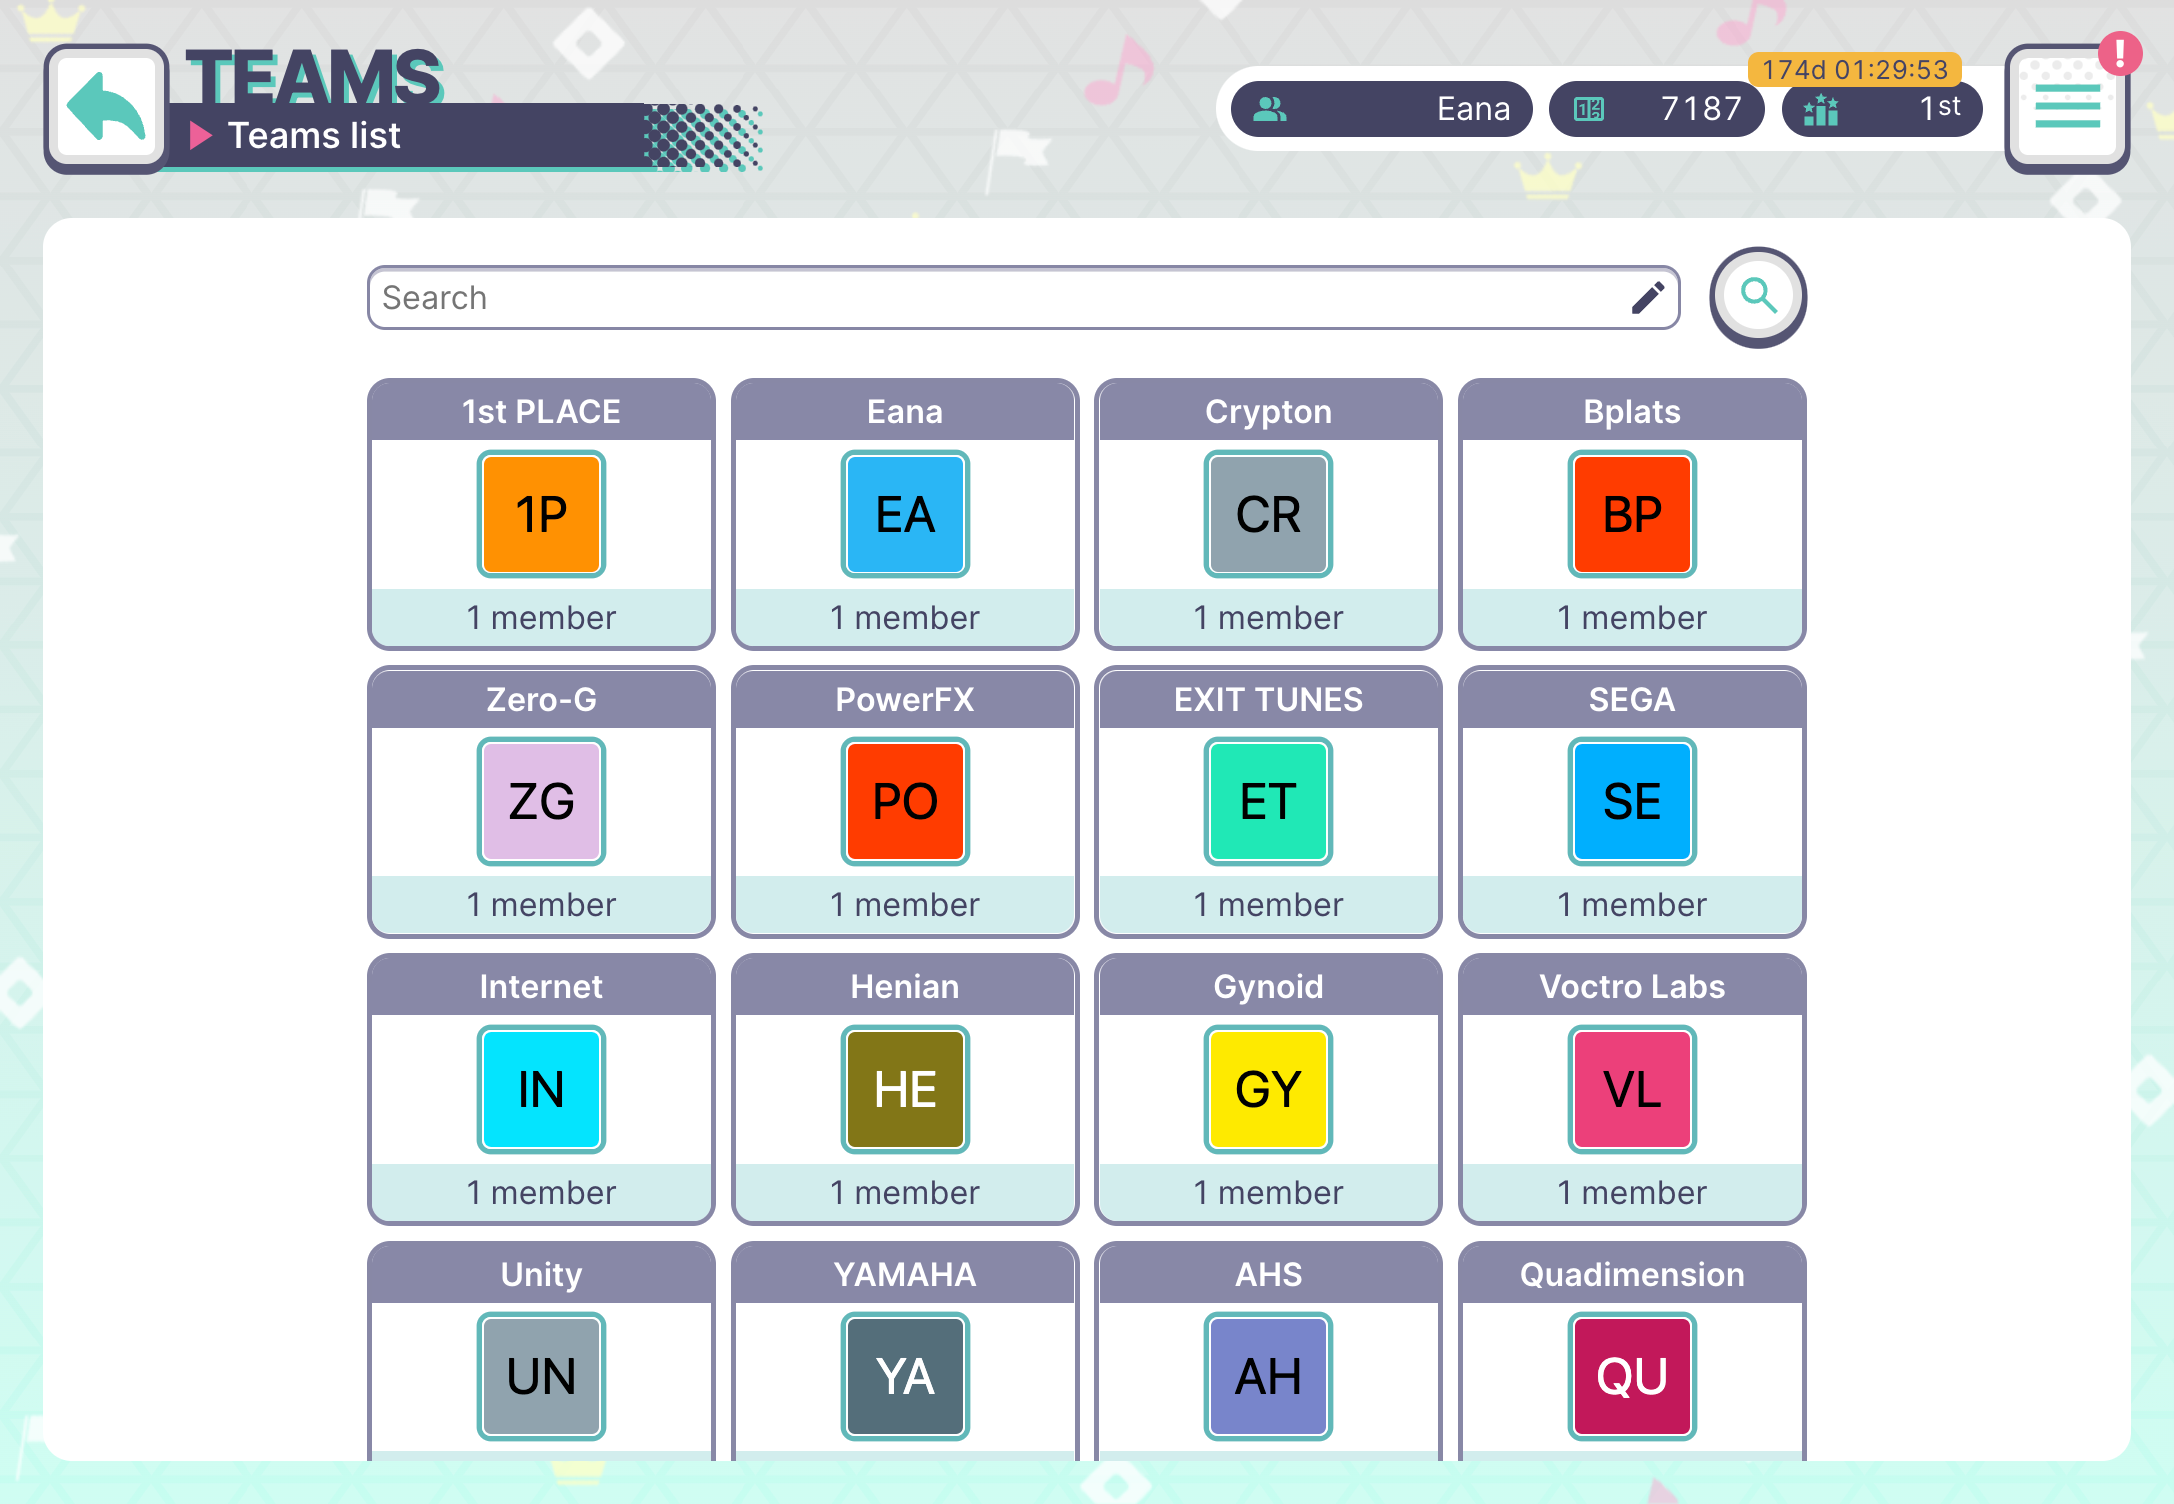 TEAMS
Teams list
Eana
7187
174d 01:29:53
1st
!
Search
1st PLACE
Eana
Crypton
Bplats
1P
EA
CR
BP
1 member
1 member
1 member
1 member
Zero-G
PowerFX
EXIT TUNES
SEGA
ZG
PO
ET
SE
1 member
1 member
1 member
1 member
Internet
Henian
Gynoid
Voctro Labs
IN
HE
GY
VL
1 member
1 member
1 member
1 member
Unity
YAMAHA
AHS
Quadimension
UN
YA
AH
QU